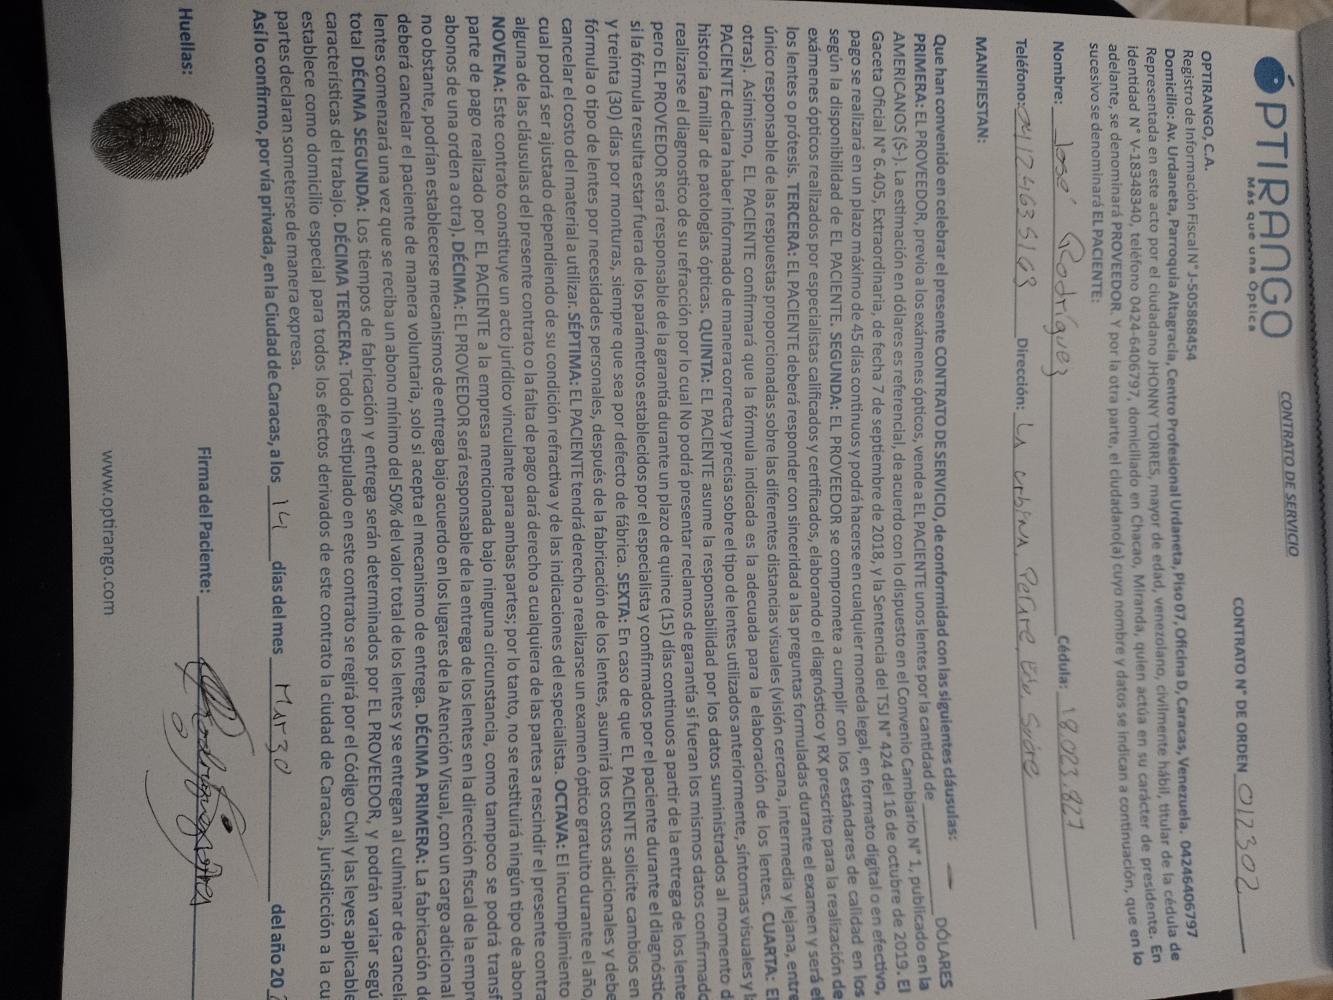 ÓPTIRANGO
Más que una Óptica
CONTRATO DE SERVICIO
CONTRATO N° DE ORDEN 012302
OPTIRANGO, C.A.
Registro de Información Fiscal N° J-505868454
Domicilio: Av. Urdaneta, Parroquia Altagracia, Centro Profesional Urdaneta, Piso 07, Oficina D, Caracas, Venezuela. 04246406797
Representada en este acto por el ciudadano JHONNY TORRES, mayor de edad, venezolano, civilmente hábil, titular de la cédula de
identidad N° V-18348340, teléfono 0424-6406797, domiciliado en Chacao, Miranda, quien actúa en su carácter de presidente. En
adelante, se denominará PROVEEDOR. Y por la otra parte, el ciudadano(a) cuyo nombre y datos se indican a continuación, que en lo
sucesivo se denominará EL PACIENTE:
Nombre: José Rodríguez Cédula: 18.023.827
Teléfono: 04124635168 Dirección: La urbina Petare, Edo Sucre
MANIFIESTAN:
Que han convenido en celebrar el presente CONTRATO DE SERVICIO, de conformidad con las siguientes cláusulas:
PRIMERA: EL PROVEEDOR, previo a los exámenes ópticos, vende a EL PACIENTE unos lentes por la cantidad de — DÓLARES
AMERICANOS ($-). La estimación en dólares es referencial, de acuerdo con lo dispuesto en el Convenio Cambiario N° 1, publicado en la
Gaceta Oficial N° 6.405, Extraordinaria, de fecha 7 de septiembre de 2018, y la Sentencia del TSJ N° 424 del 16 de octubre de 2019. El
pago se realizará en un plazo máximo de 45 días continuos y podrá hacerse en cualquier moneda legal, en formato digital o en efectivo,
según la disponibilidad de EL PACIENTE. SEGUNDA: EL PROVEEDOR se compromete a cumplir con los estándares de calidad en los
exámenes ópticos realizados por especialistas calificados y certificados, elaborando el diagnóstico y RX prescrito para la realización de
los lentes o prótesis. TERCERA: EL PACIENTE deberá responder con sinceridad a las preguntas formuladas durante el examen y será el
único responsable de las respuestas proporcionadas sobre las diferentes distancias visuales (visión cercana, intermedia y lejana, entre
otras). Asimismo, EL PACIENTE confirmará que la fórmula indicada es la adecuada para la elaboración de los lentes. CUARTA: El
PACIENTE declara haber informado de manera correcta y precisa sobre el tipo de lentes utilizados anteriormente, síntomas visuales y
historia familiar de patologías ópticas. QUINTA: EL PACIENTE asume la responsabilidad por los datos suministrados al momento d
realizarse el diagnostico de su refracción por lo cual No podrá presentar reclamos de garantía si fueran los mismos datos confirmado
pero EL PROVEEDOR será responsable de la garantía durante un plazo de quince (15) días continuos a partir de la entrega de los lente
si la fórmula resulta estar fuera de los parámetros establecidos por el especialista y confirmados por el paciente durante el diagnóstic
y treinta (30) días por monturas, siempre que sea por defecto de fábrica. SEXTA: En caso de que EL PACIENTE solicite cambios en
fórmula o tipo de lentes por necesidades personales, después de la fabricación de los lentes, asumirá los costos adicionales y debe
cancelar el costo del material a utilizar. SÉPTIMA: EL PACIENTE tendrá derecho a realizarse un examen óptico gratuito durante el año,
cual podrá ser ajustado dependiendo de su condición refractiva y de las indicaciones del especialista. OCTAVA: El incumplimiento
alguna de las cláusulas del presente contrato o la falta de pago dará derecho a cualquiera de las partes a rescindir el presente contra
NOVENA: Este contrato constituye un acto jurídico vinculante para ambas partes; por lo tanto, no se restituirá ningún tipo de abon
parte de pago realizado por EL PACIENTE a la empresa mencionada bajo ninguna circunstancia, como tampoco se podrá transf
abonos de una orden a otra). DÉCIMA: EL PROVEEDOR será responsable de la entrega de los lentes en la dirección fiscal de la empre
no obstante, podrían establecerse mecanismos de entrega bajo acuerdo en los lugares de la Atención Visual, con un cargo adicional
deberá cancelar el paciente de manera voluntaria, solo si acepta el mecanismo de entrega. DÉCIMA PRIMERA: La fabricación de
lentes comenzará una vez que se reciba un abono mínimo del 50% del valor total de los lentes y se entregan al culminar de cancel
total DÉCIMA SEGUNDA: Los tiempos de fabricación y entrega serán determinados por EL PROVEEDOR, y podrán variar segú
características del trabajo. DÉCIMA TERCERA: Todo lo estipulado en este contrato se regirá por el Código Civil y las leyes aplicable
establece como domicilio especial para todos los efectos derivados de este contrato la ciudad de Caracas, jurisdicción a la cu
partes declaran someterse de manera expresa.
Así lo confirmo, por vía privada, en la Ciudad de Caracas, a los 14 días del mes Marzo del año 20
Huellas:
Firma del Paciente:
www.optirango.com